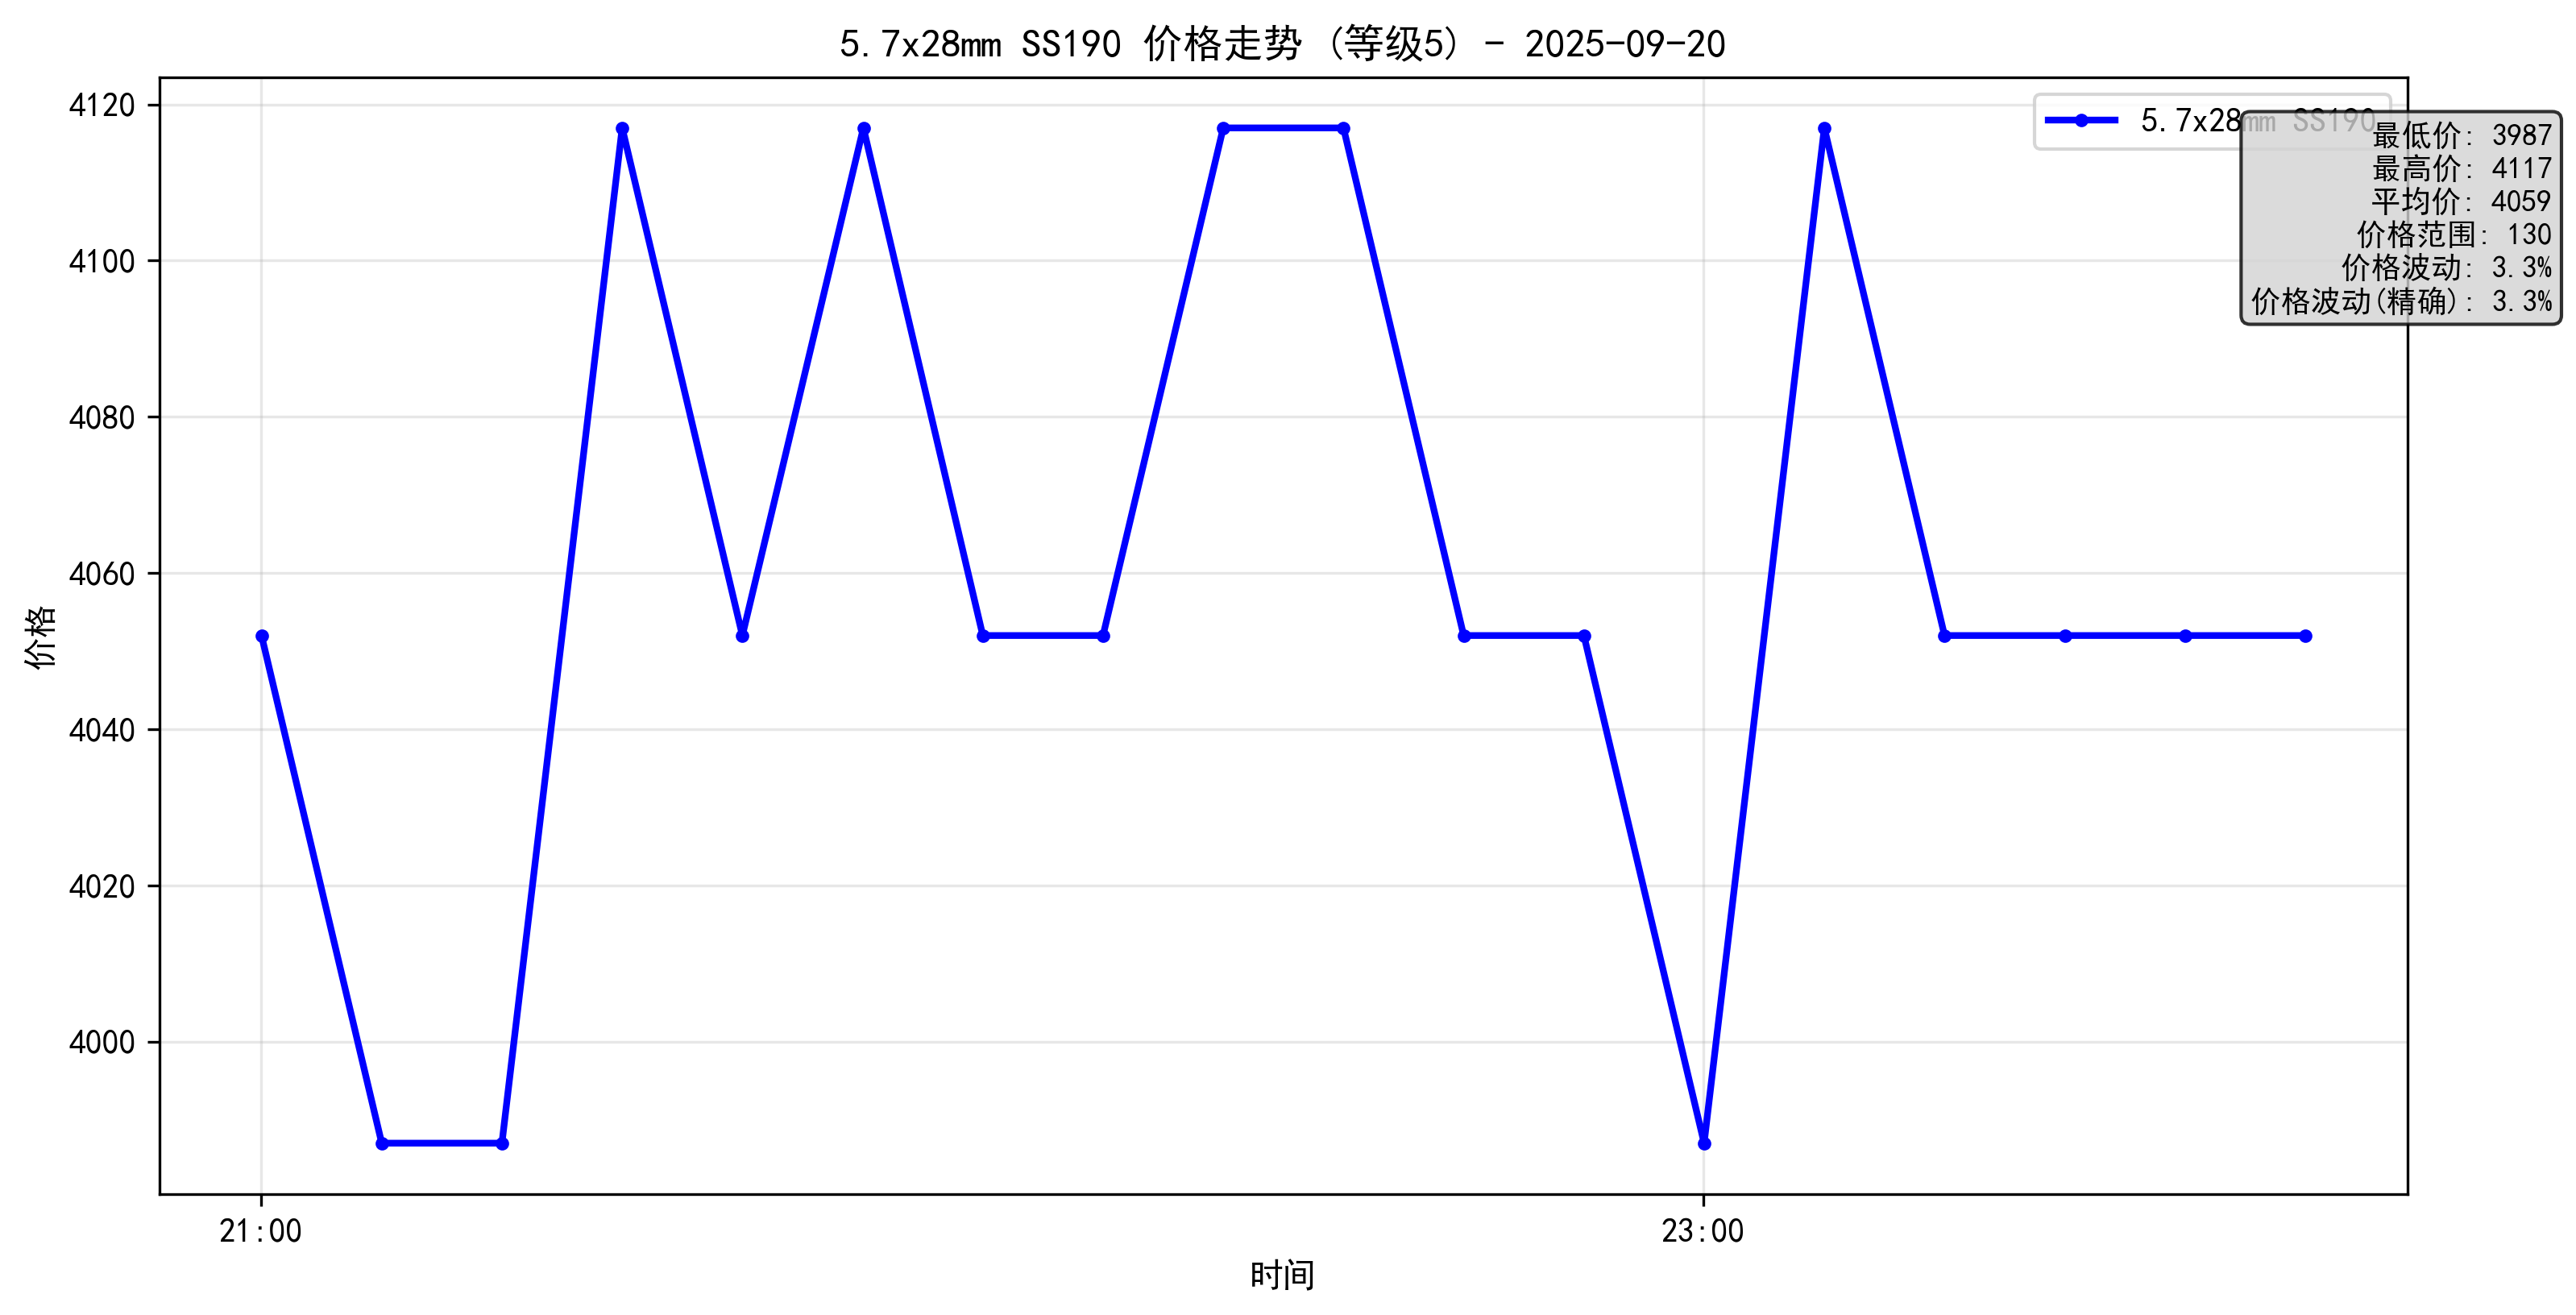 5.7x28mm SS190 价格走势 (等级5) - 2025-09-20
4120
4100
4080
4060
4040
4020
4000
价格
5.7x28mm SS190
最低价: 3987
最高价: 4117
平均价: 4059
价格范围: 130
价格波动: 3.3%
价格波动(精确): 3.3%
21:00
23:00
时间